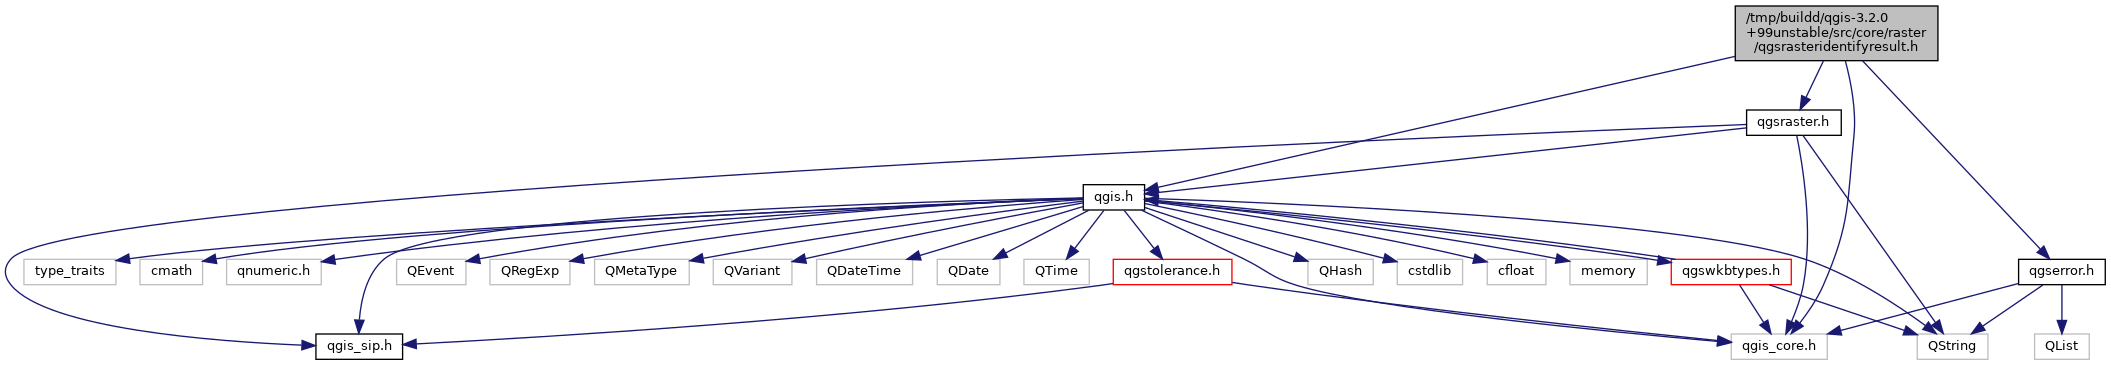 /tmp/buildd/qgis-3.2.0
+99unstable/src/core/raster
/qgsrasteridentifyresult.h
qgsraster.h
qgis.h
type_traits
cmath
qnumeric.h
QEvent
QRegExp
QMetaType
QVariant
QDateTime
QDate
QTime
qgstolerance.h
QHash
cstdlib
cfloat
memory
qgswkbtypes.h
qgserror.h
qgis_sip.h
qgis_core.h
QString
QList